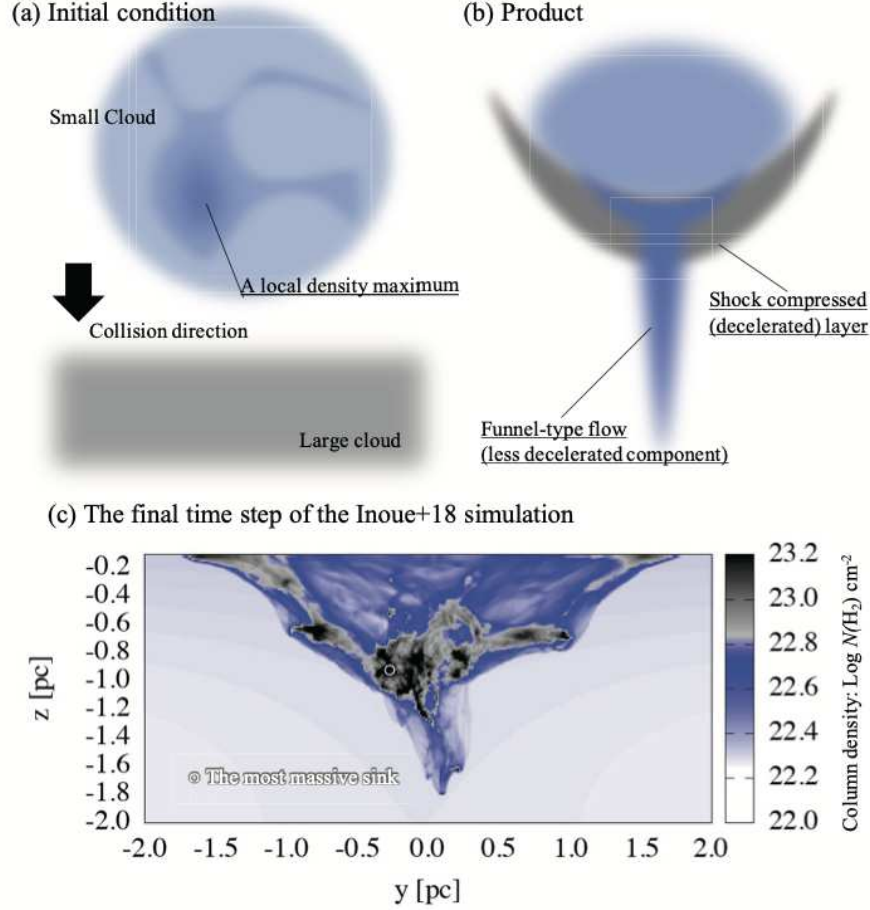 (a) Initial condition
(b) Product
Small Cloud
A local density maximum
Collision direction
Large cloud
Shock compressed
(decelerated) layer
Funnel-type flow
(less decelerated component)
(c) The final time step of the Inoue+18 simulation
-0.2
-0.4
-0.6
-0.8
-1.0
-1.2
-1.4
-1.6
-1.8
-2.0
z [pc]
The most massive sink
-2.0 -1.5 -1.0 -0.5 0.0 0.5 1.0 1.5 2.0
y [pc]
23.2
23.0
22.8
22.6
22.4
22.2
22.0
Column density: Log N(H₂) cm⁻²